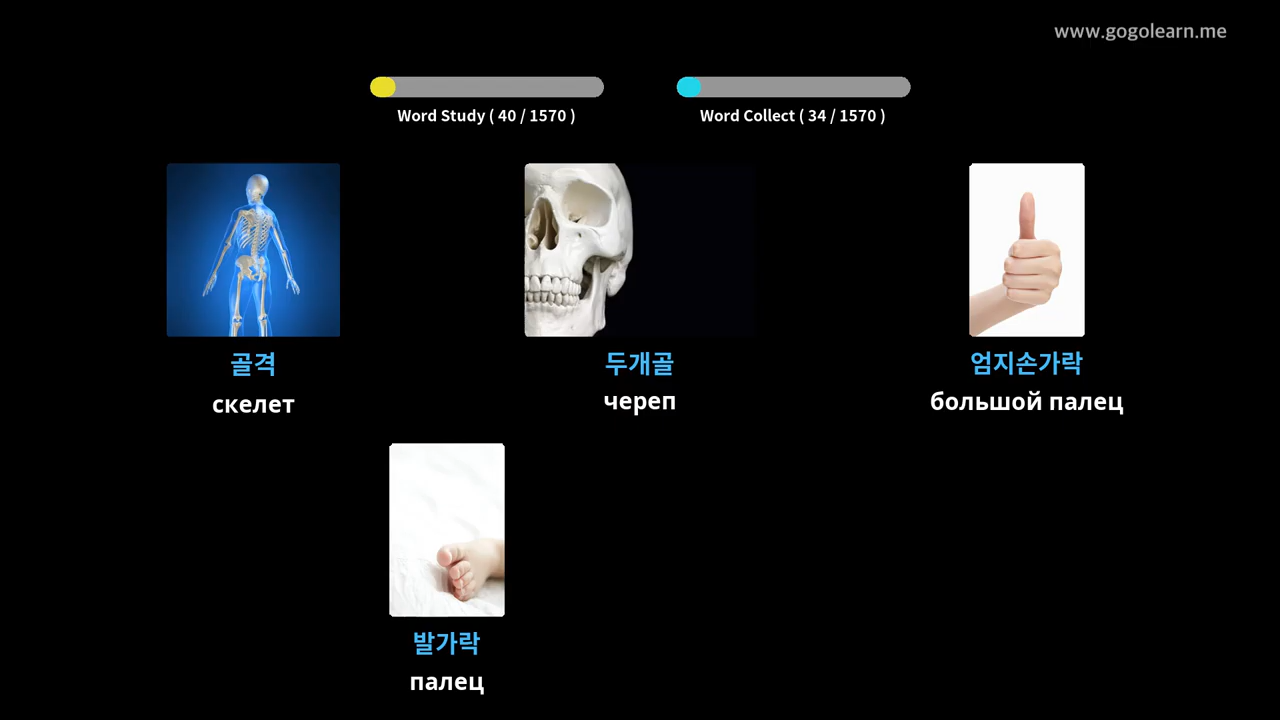 www.gogolearn.me
Word Study ( 40 / 1570 )
Word Collect ( 34 / 1570 )
골격
скелет
두개골
череп
엄지손가락
большой палец
발가락
палец